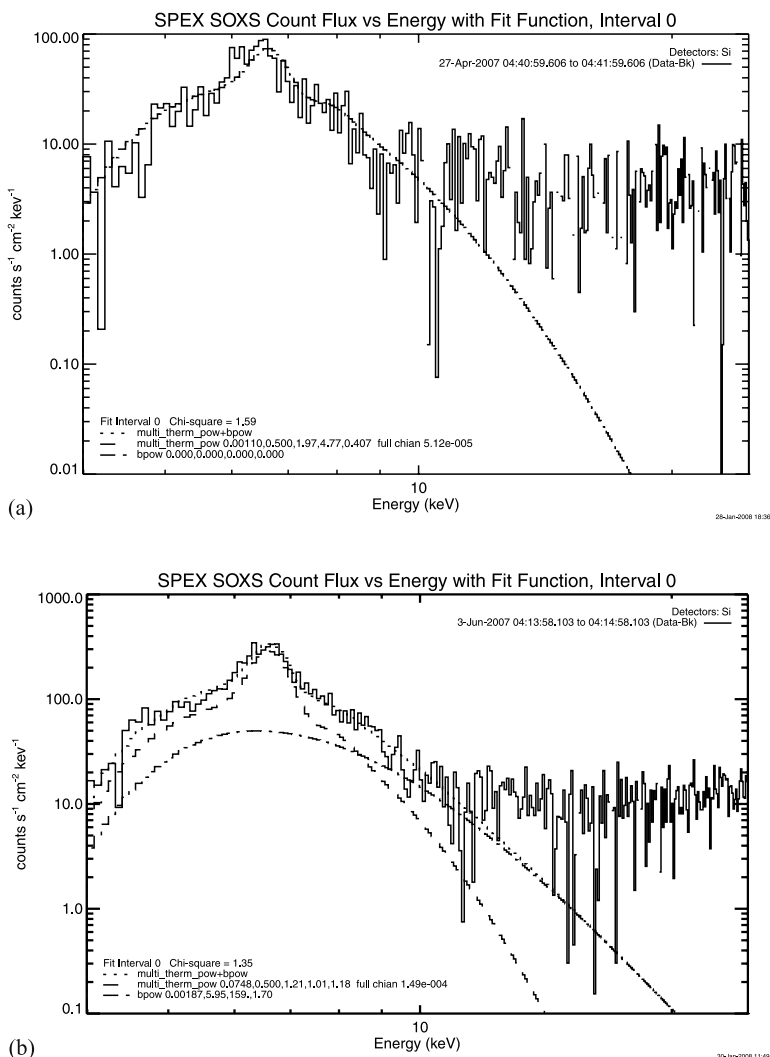 SPEX SOXS Count Flux vs Energy with Fit Function, Interval 0
100.00
Detectors: Si
27-Apr-2007 04:40:59.606 to 04:41:59.606 (Data-Bk)
10.00
1.00
0.10
0.01
counts s⁻¹ cm⁻² kev⁻¹
Fit Interval 0 Chi-square = 1.59
multi_therm_pow+bpow
multi_therm_pow 0.00110,0.500,1.97,4.77,0.407 full chian 5.12e-005
bpow 0.000,0.000,0.000,0.000
10
Energy (keV)
(a)
28-Jan-2008 18:36
SPEX SOXS Count Flux vs Energy with Fit Function, Interval 0
1000.0
Detectors: Si
3-Jun-2007 04:13:58.103 to 04:14:58.103 (Data-Bk)
100.0
10.0
1.0
0.1
counts s⁻¹ cm⁻² kev⁻¹
Fit Interval 0 Chi-square = 1.35
multi_therm_pow+bpow
multi_therm_pow 0.0748,0.500,1.21,1.01,1.18 full chian 1.49e-004
bpow 0.00187,5.95,159.,1.70
10
Energy (keV)
(b)
30-Jan-2008 11:49